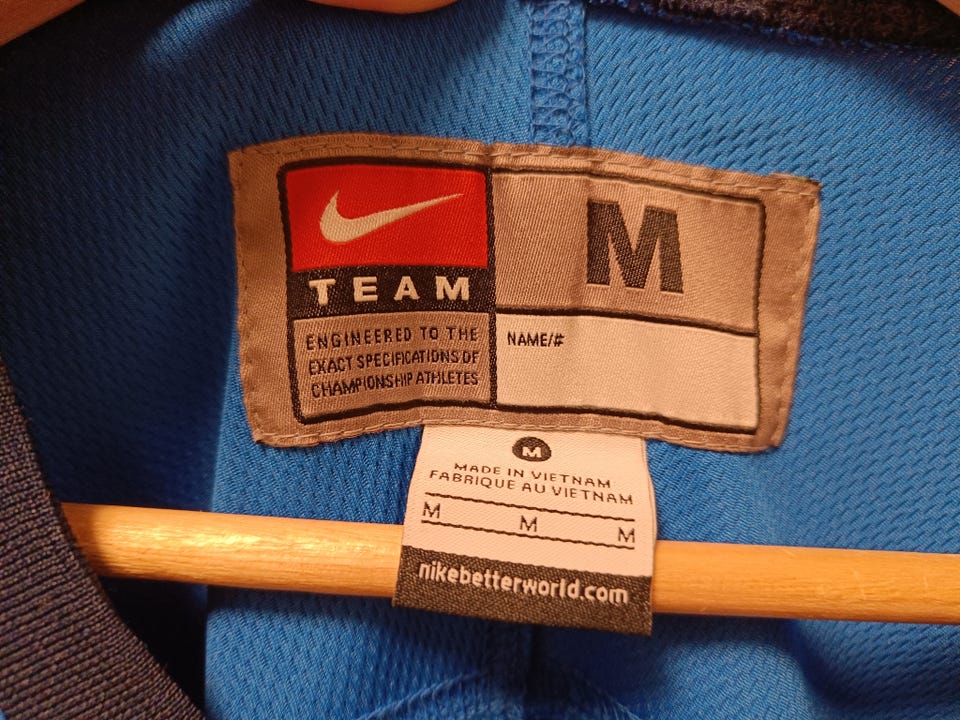 TEAM
ENGINEERED TO THE
EXACT SPECIFICATIONS OF
CHAMPIONSHIP ATHLETES
M
NAME/#
M
MADE IN VIETNAM
FABRIQUE AU VIETNAM
M M M
nikebetterworld.com